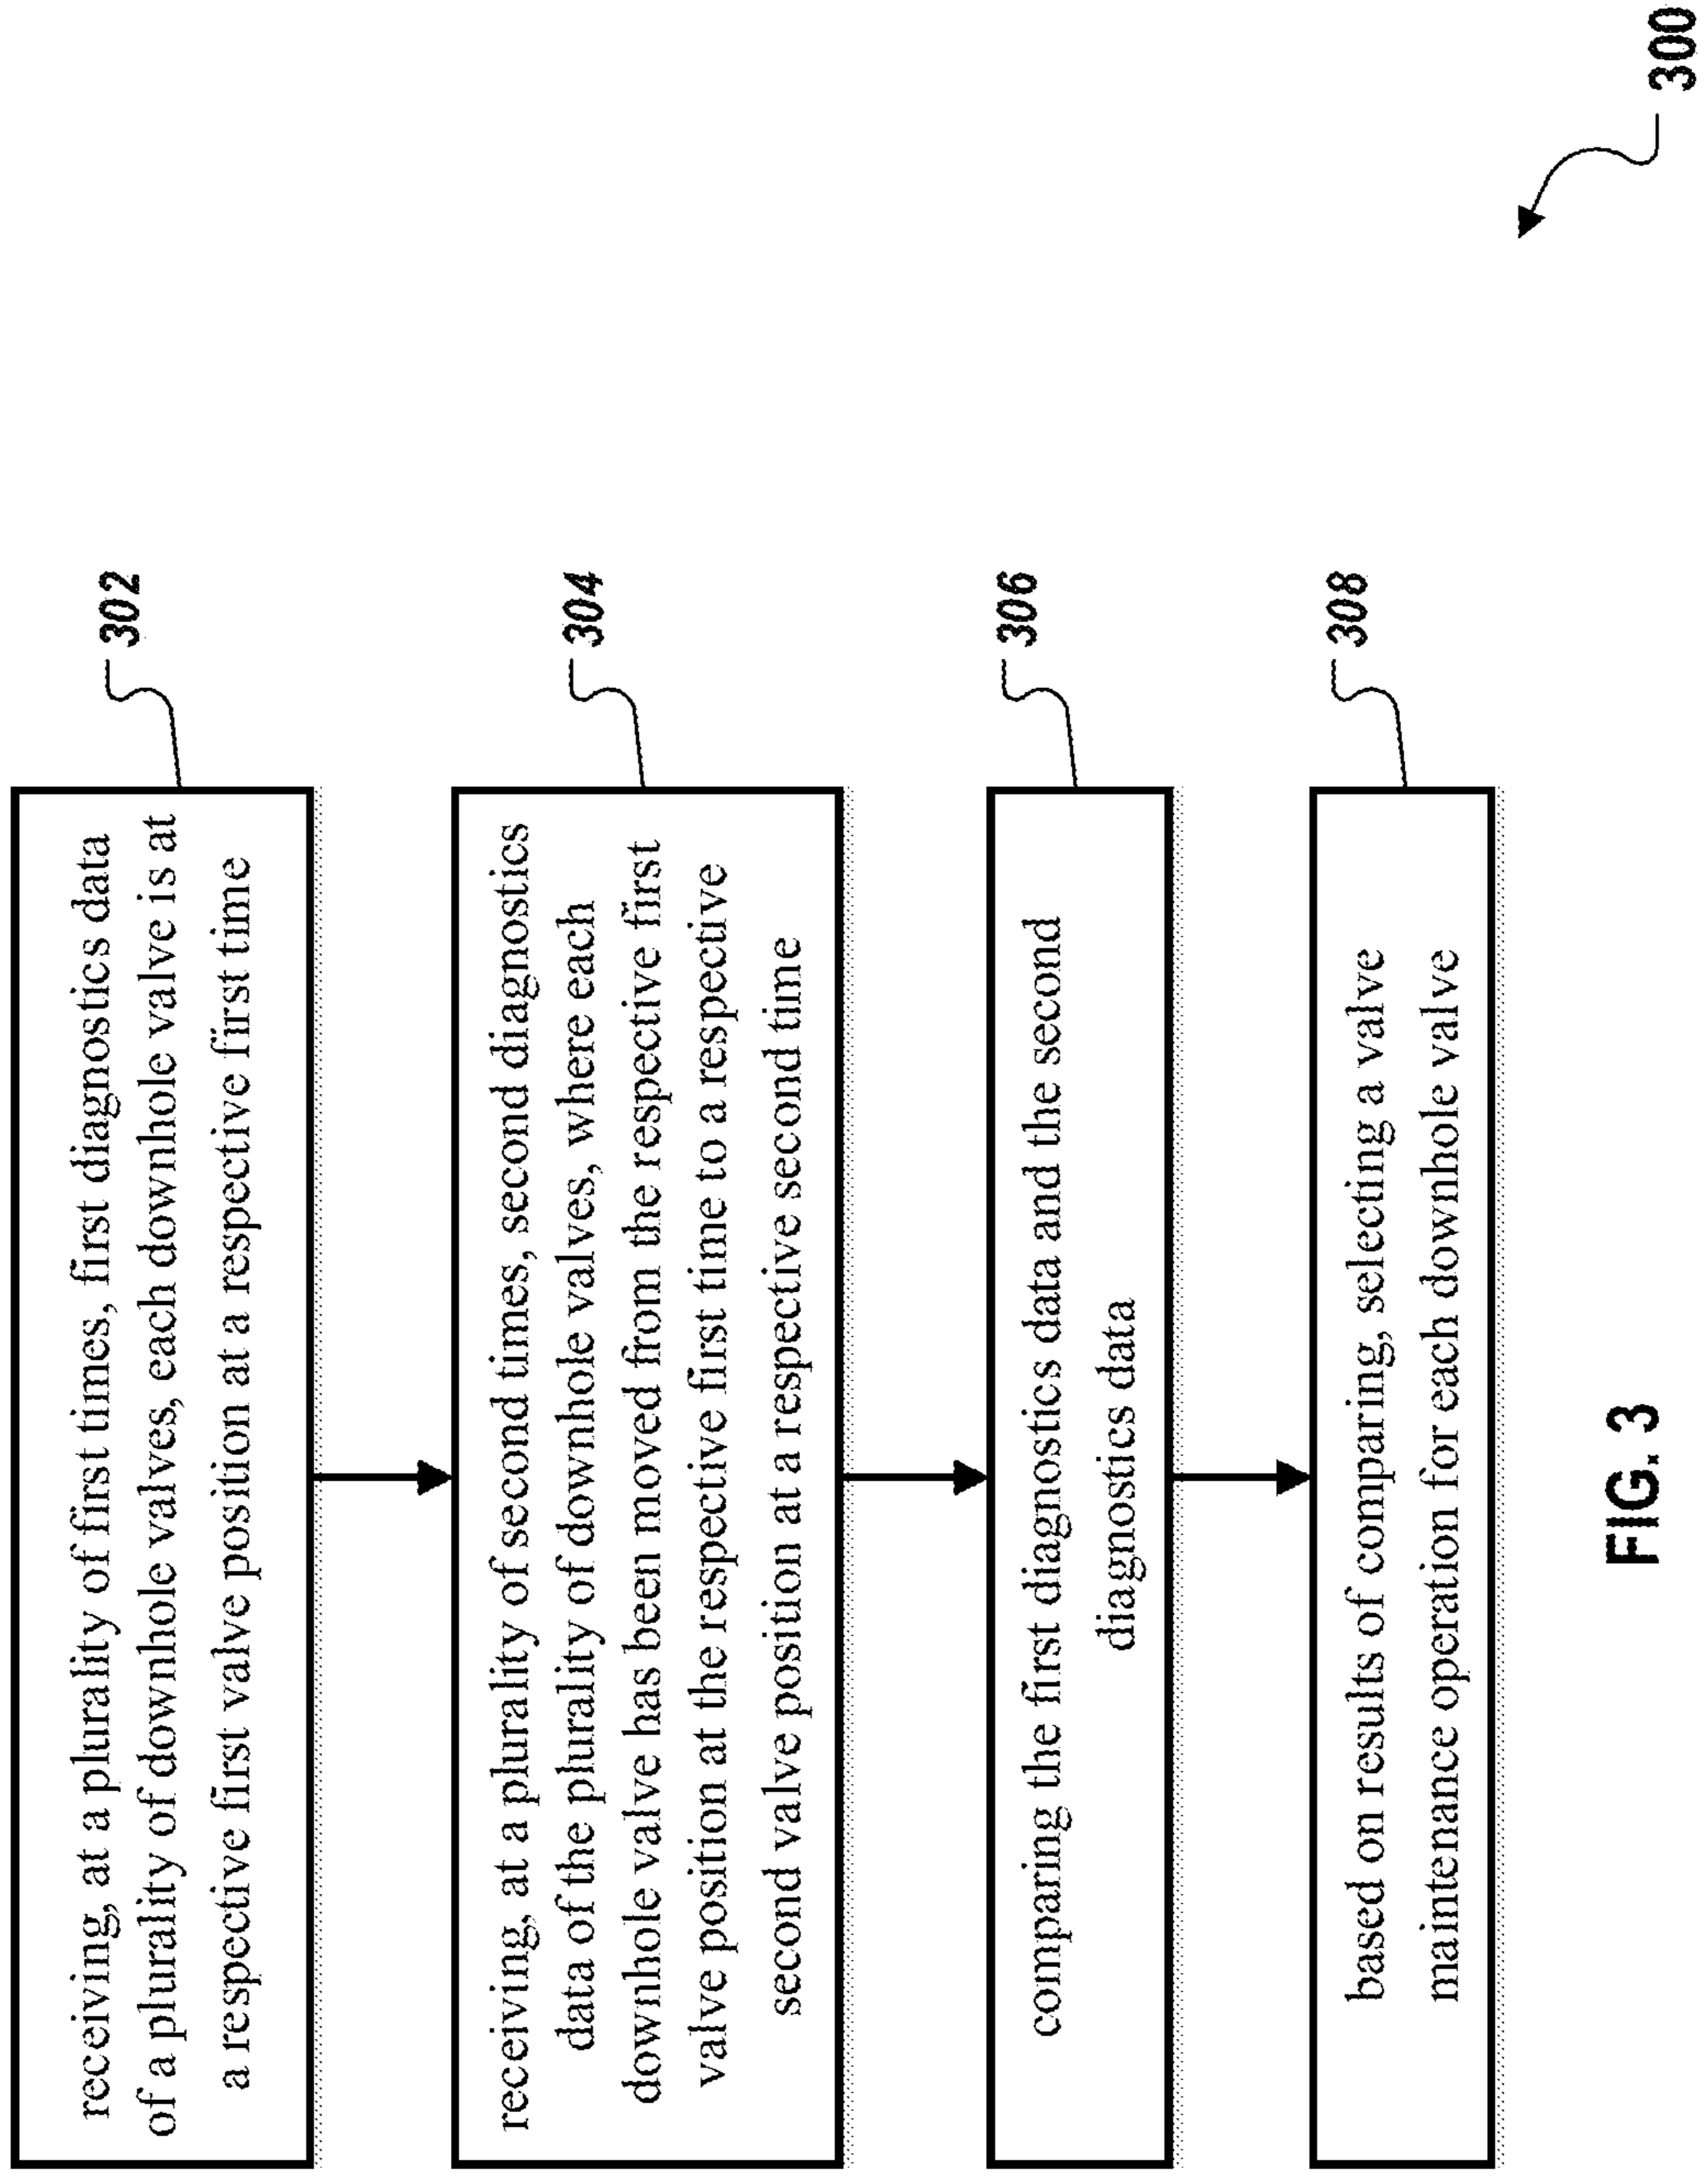 receiving, at a plurality of first times, first diagnostics data
of a plurality of downhole valves, each downhole valve is at
a respective first valve position at a respective first time
302
receiving, at a plurality of second times, second diagnostics
data of the plurality of downhole valves, where each
downhole valve has been moved from the respective first
valve position at the respective first time to a respective
second valve position at a respective second time
304
comparing the first diagnostics data and the second
diagnostics data
306
based on results of comparing, selecting a valve
maintenance operation for each downhole valve
308
300
FIG. 3